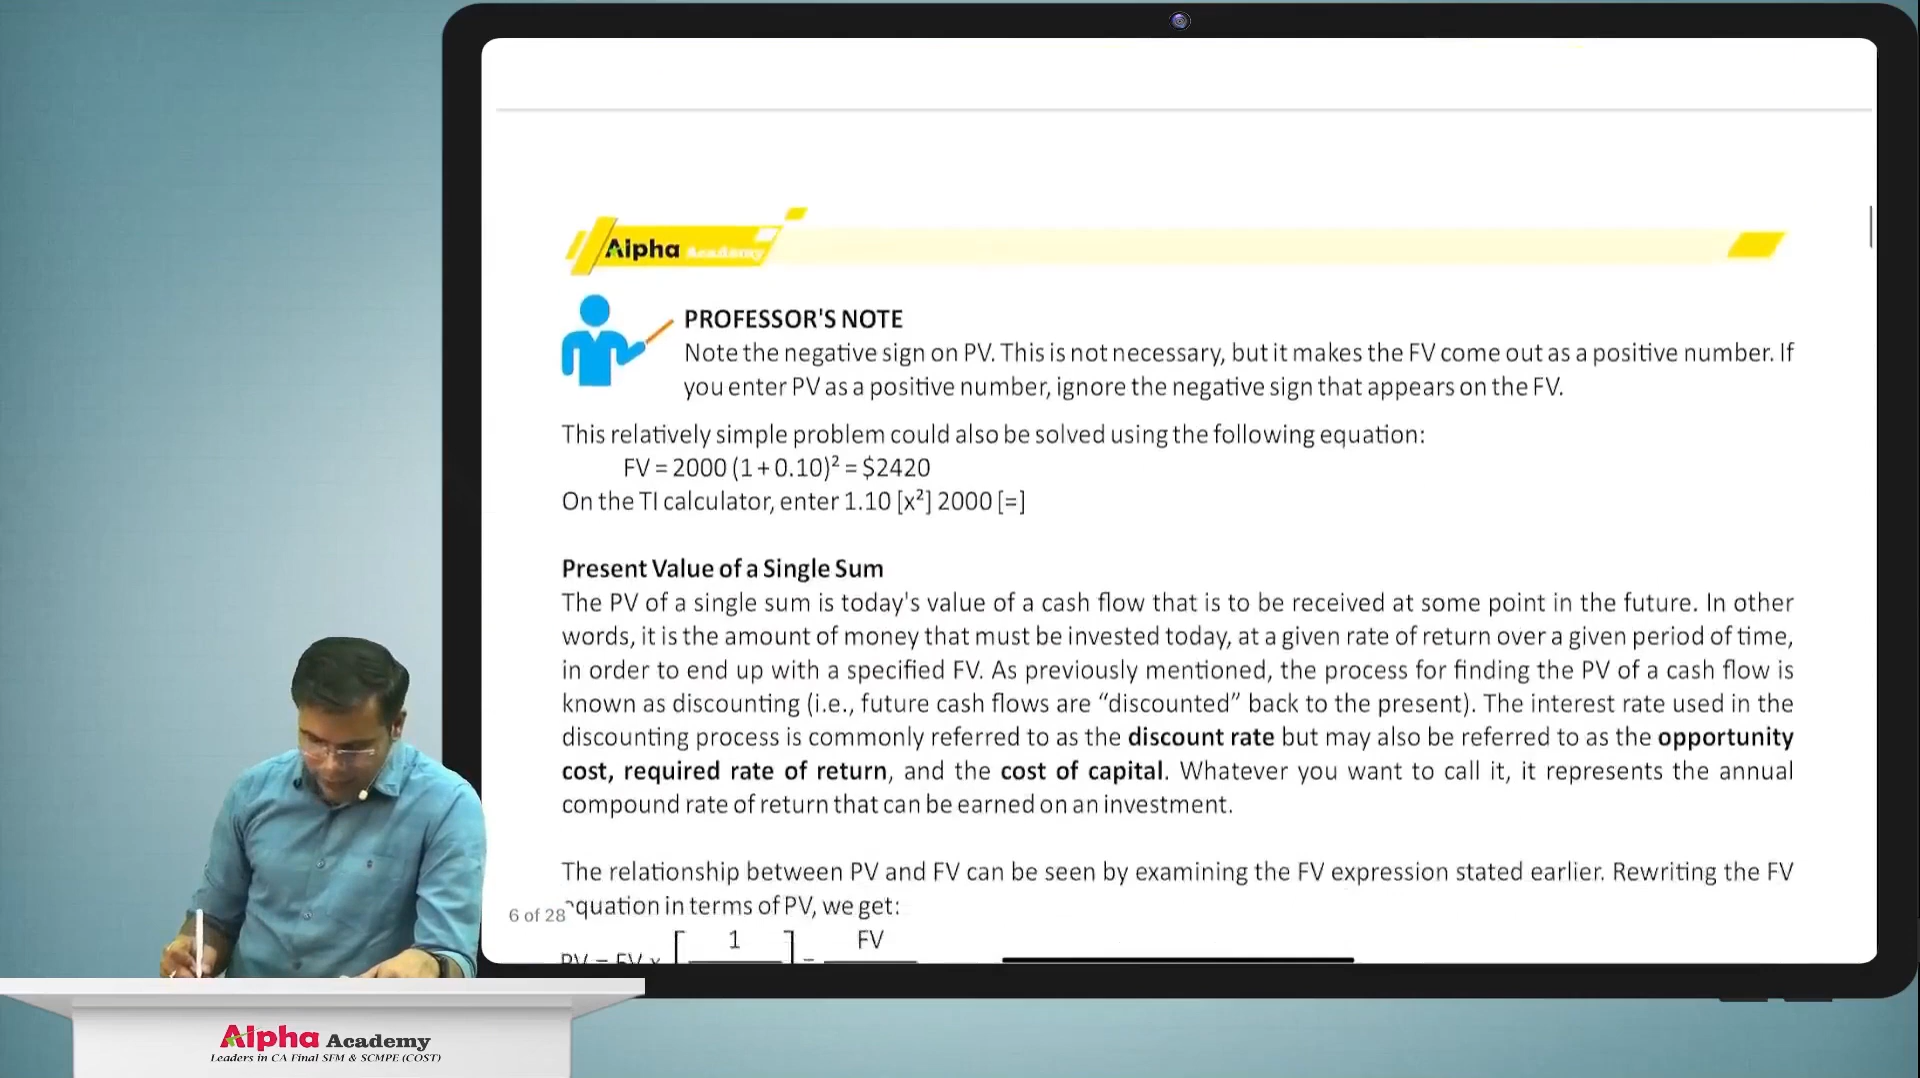 Alpha Academy
PROFESSOR'S NOTE
Note the negative sign on PV. This is not necessary, but it makes the FV come out as a positive number. If
you enter PV as a positive number, ignore the negative sign that appears on the FV.
This relatively simple problem could also be solved using the following equation:
FV = 2000 (1 + 0.10)² = $2420
On the TI calculator, enter 1.10 [x²] 2000 [=]
Present Value of a Single Sum
The PV of a single sum is today's value of a cash flow that is to be received at some point in the future. In other
words, it is the amount of money that must be invested today, at a given rate of return over a given period of time,
in order to end up with a specified FV. As previously mentioned, the process for finding the PV of a cash flow is
known as discounting (i.e., future cash flows are “discounted” back to the present). The interest rate used in the
discounting process is commonly referred to as the discount rate but may also be referred to as the opportunity
cost, required rate of return, and the cost of capital. Whatever you want to call it, it represents the annual
compound rate of return that can be earned on an investment.
The relationship between PV and FV can be seen by examining the FV expression stated earlier. Rewriting the FV
6 of 28 equation in terms of PV, we get:
1 FV
PV = FV x [ ] =
Alpha Academy
Leaders in CA Final SFM & SCMPE (COST)